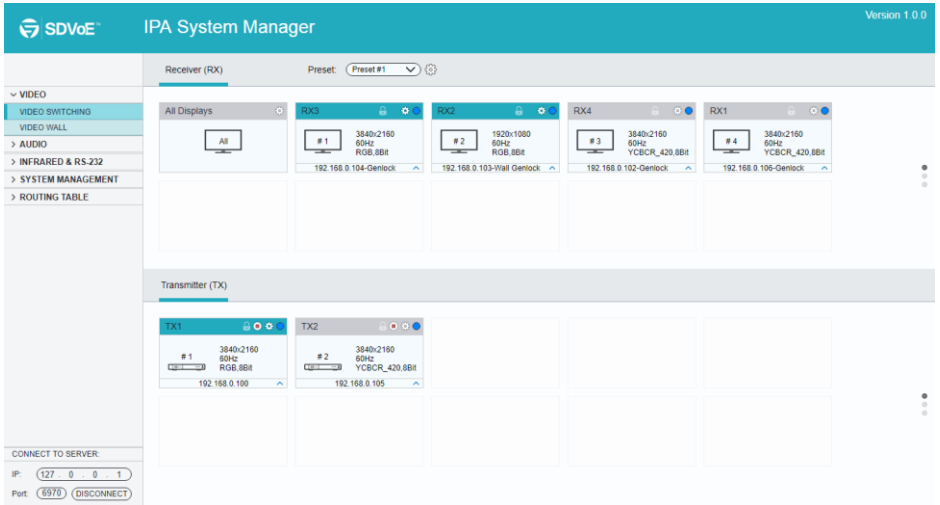 Version 1.0.0
SDVoE™ IPA System Manager
Receiver (RX) Preset: Preset #1
VIDEO
VIDEO SWITCHING
VIDEO WALL
AUDIO
INFRARED & RS-232
SYSTEM MANAGEMENT
ROUTING TABLE
All Displays
All
RX3
# 1
3840x2160
60Hz
RGB,8Bit
192.168.0.104-Genlock
RX2
# 2
1920x1080
60Hz
RGB,8Bit
192.168.0.103-Wall Genlock
RX4
# 3
3840x2160
60Hz
YCBCR_420,8Bit
192.168.0.102-Genlock
RX1
# 4
3840x2160
60Hz
YCBCR_420,8Bit
192.168.0.106-Genlock
Transmitter (TX)
TX1
# 1
3840x2160
60Hz
RGB,8Bit
192.168.0.100
TX2
# 2
3840x2160
60Hz
YCBCR_420,8Bit
192.168.0.105
CONNECT TO SERVER:
IP: 127 . 0 . 0 . 1
Port: 6970 DISCONNECT